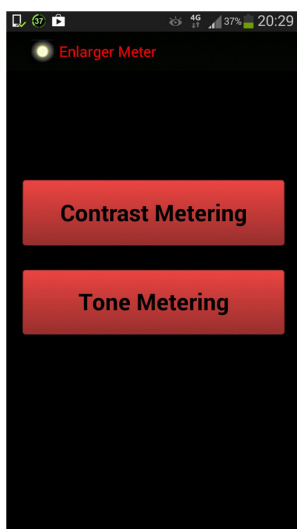 37 4G 37% 20:29
Enlarger Meter
Contrast Metering
Tone Metering